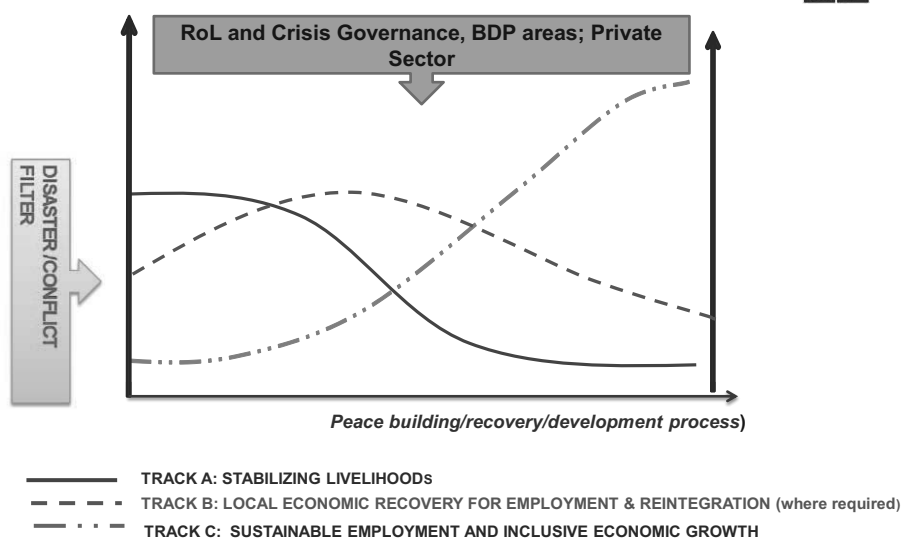 RoL and Crisis Governance, BDP areas; Private
Sector
DISASTER/CONFLICT
FILTER
Peace building/recovery/development process)
TRACK A: STABILIZING LIVELIHOODs
TRACK B: LOCAL ECONOMIC RECOVERY FOR EMPLOYMENT & REINTEGRATION (where required)
TRACK C: SUSTAINABLE EMPLOYMENT AND INCLUSIVE ECONOMIC GROWTH